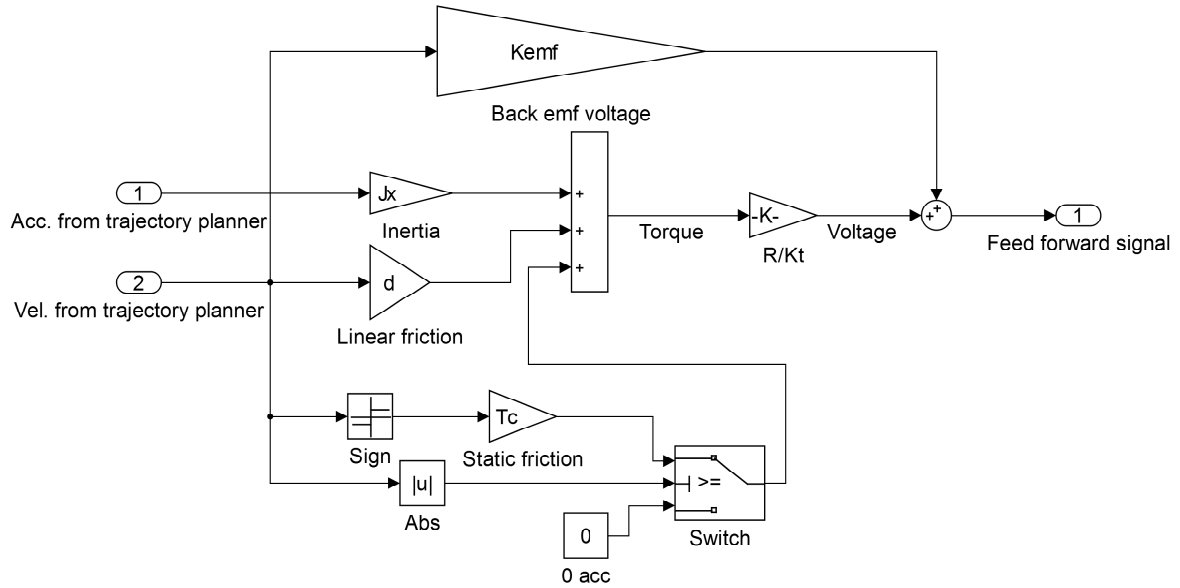 Kemf
Back emf voltage
1
Acc. from trajectory planner
Jx
Inertia
+
+
+
Torque
-K-
R/Kt
Voltage
+
+
1
Feed forward signal
2
Vel. from trajectory planner
d
Linear friction
Sign
Tc
Static friction
|u|
Abs
>=
Switch
0
0 acc